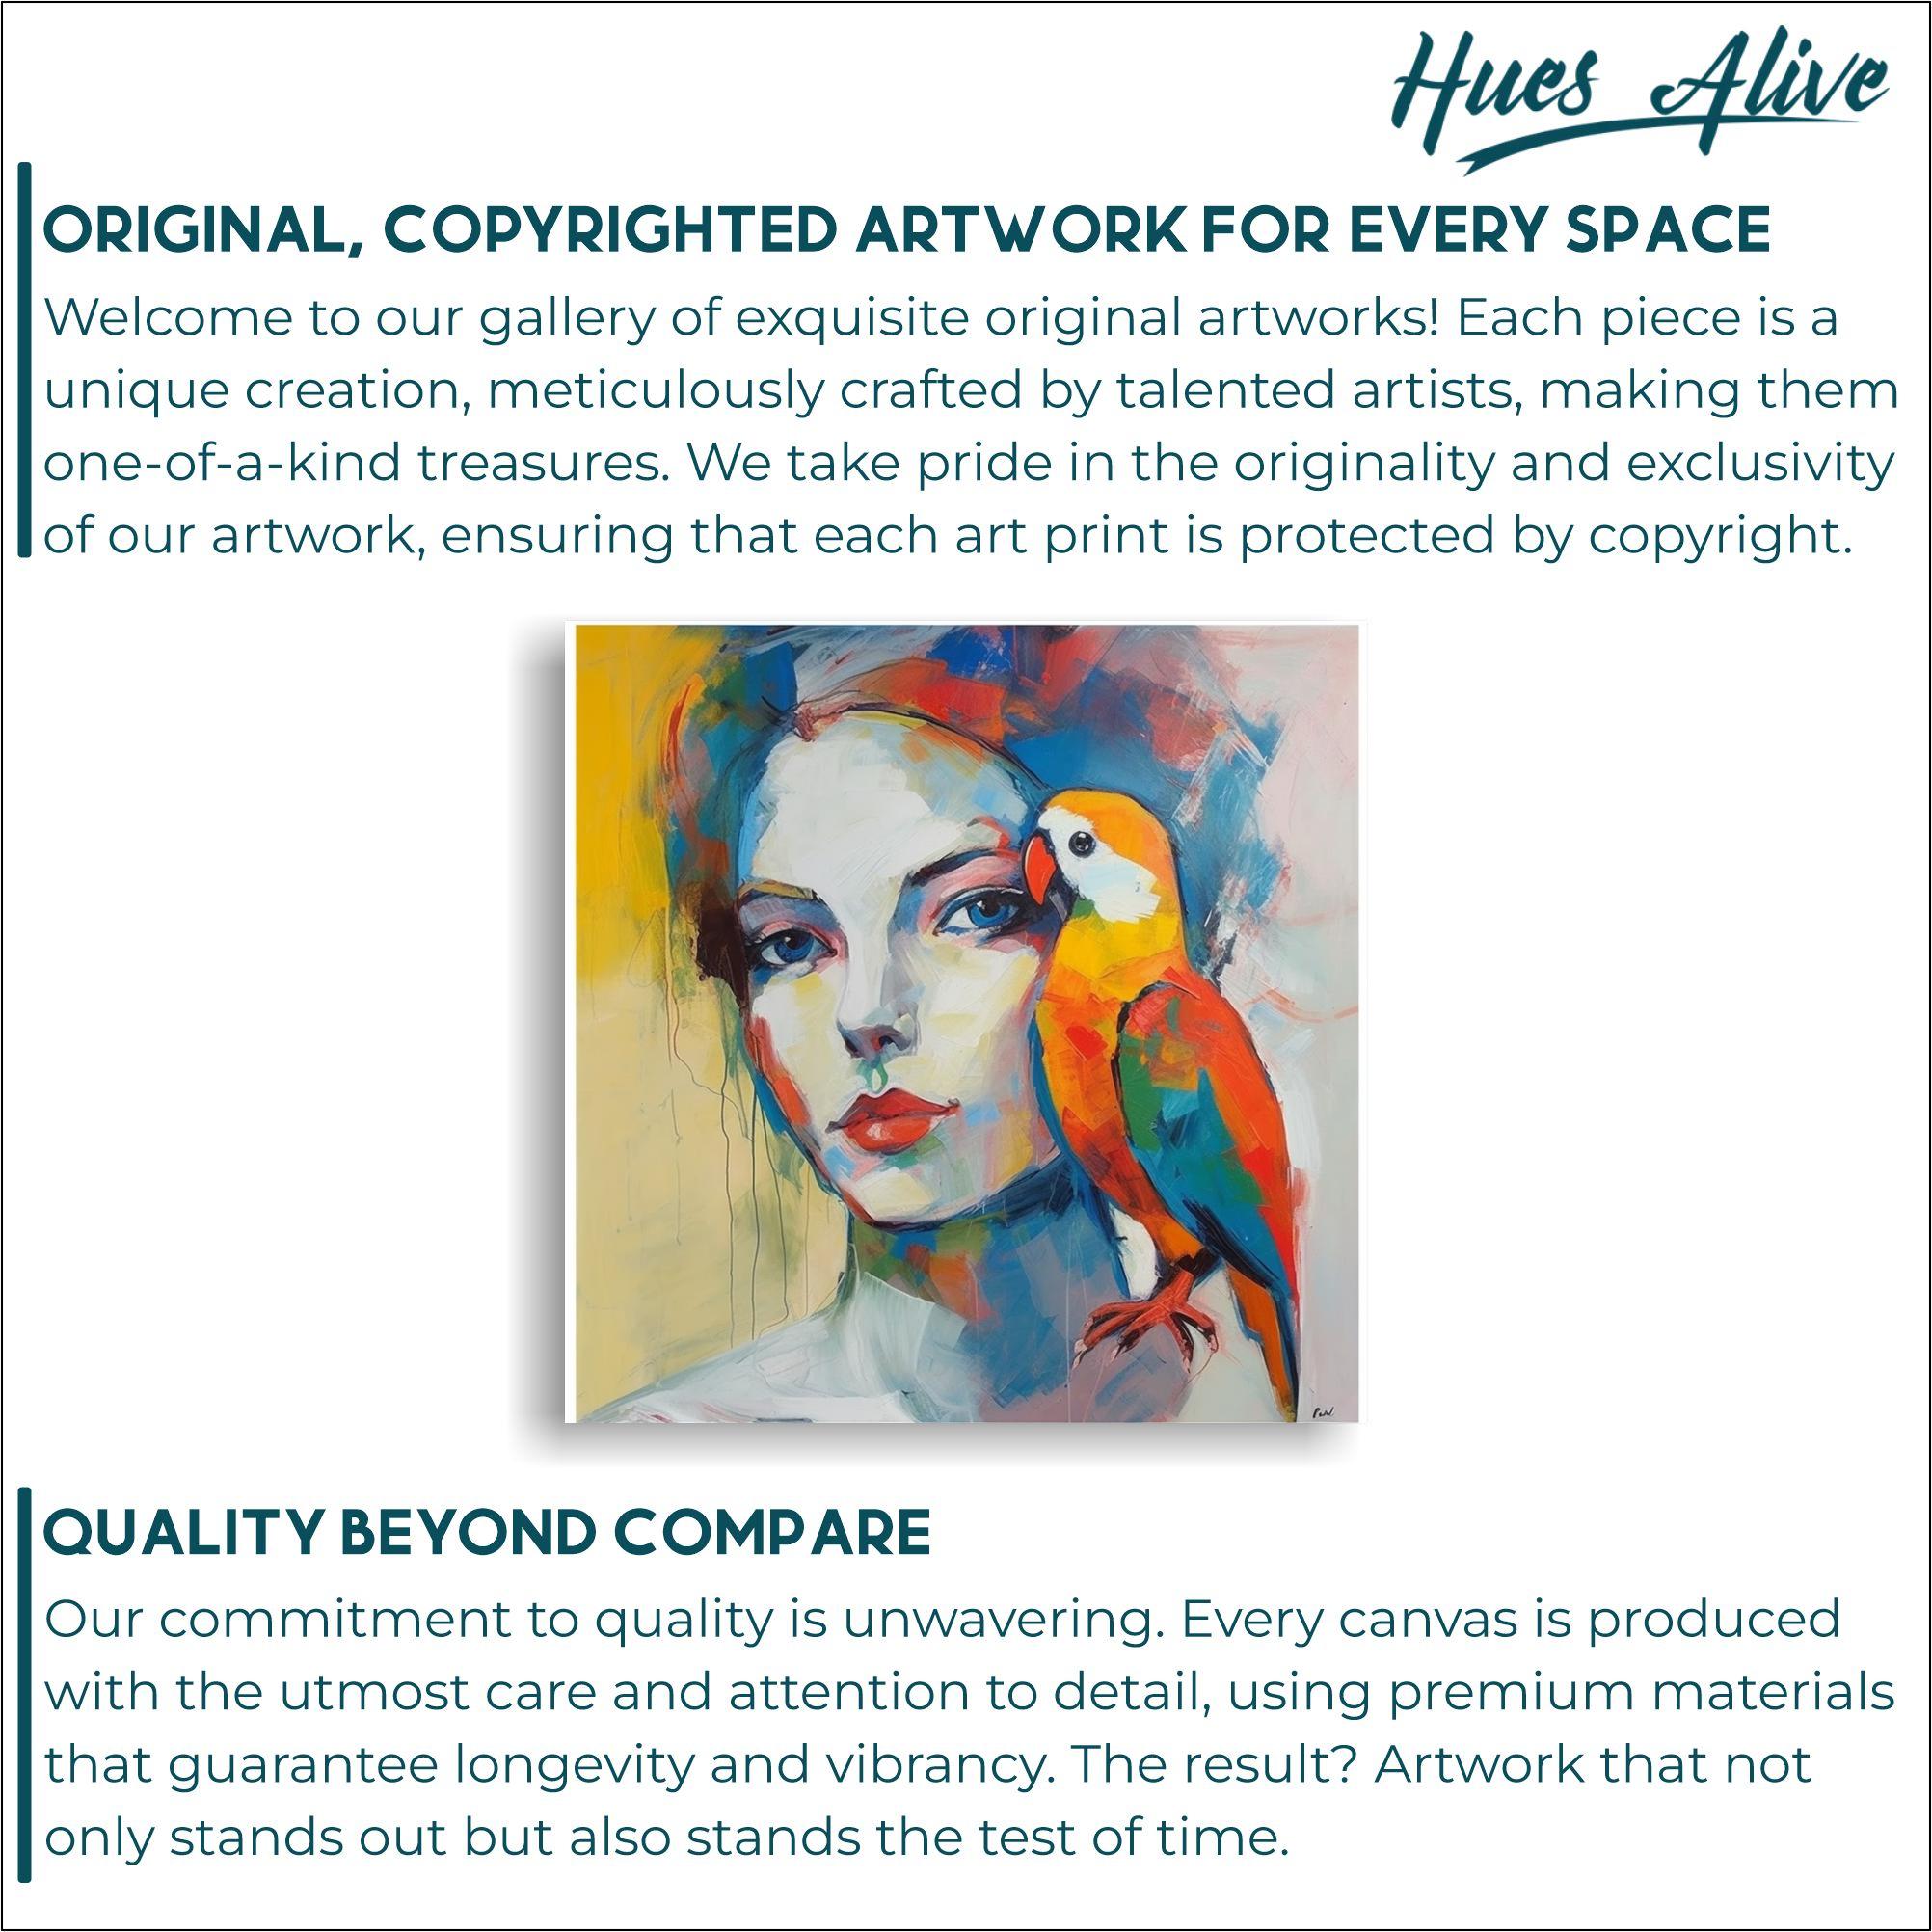 Hues Alive
ORIGINAL, COPYRIGHTED ARTWORK FOR EVERY SPACE
Welcome to our gallery of exquisite original artworks! Each piece is a
unique creation, meticulously crafted by talented artists, making them
one-of-a-kind treasures. We take pride in the originality and exclusivity
of our artwork, ensuring that each art print is protected by copyright.
QUALITY BEYOND COMPARE
Our commitment to quality is unwavering. Every canvas is produced
with the utmost care and attention to detail, using premium materials
that guarantee longevity and vibrancy. The result? Artwork that not
only stands out but also stands the test of time.